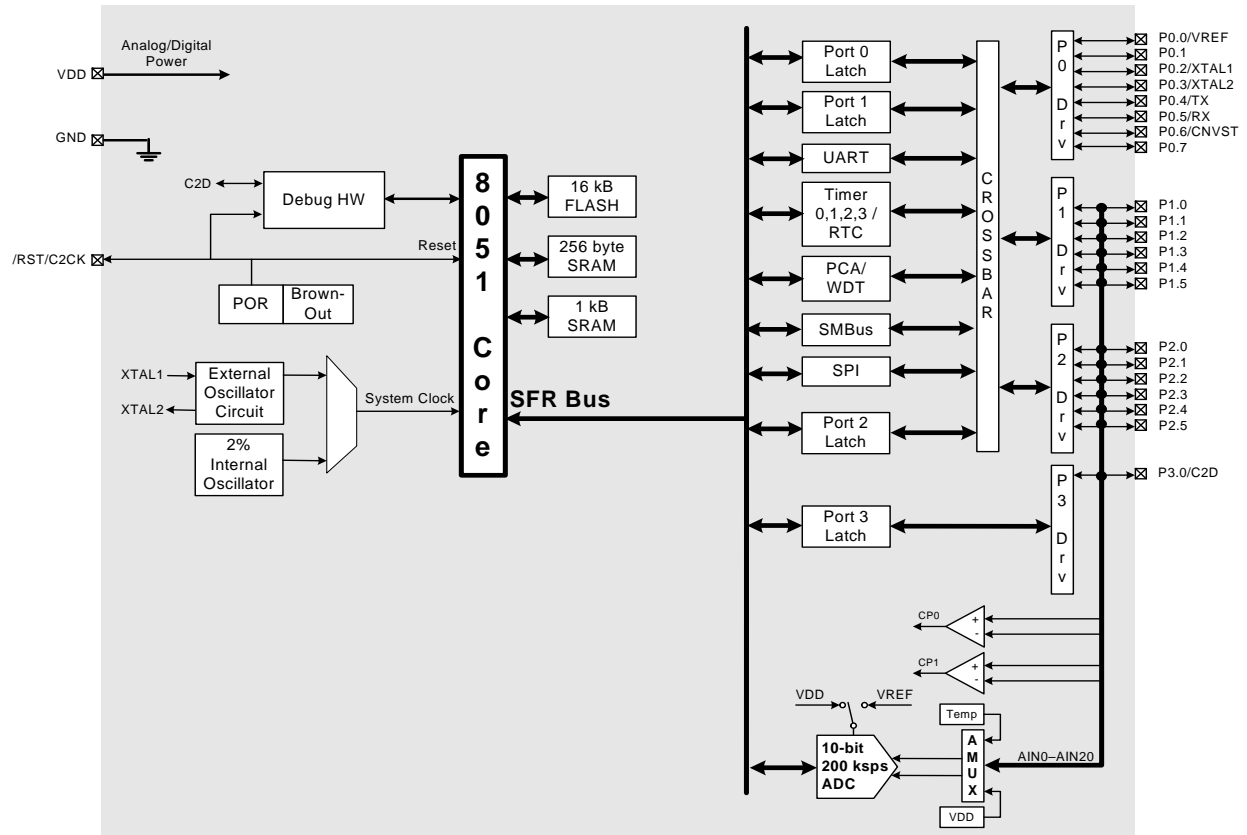 Analog/Digital
Power
VDD
GND
C2D
Debug HW
/RST/C2CK
Reset
POR
Brown-
Out
XTAL1
XTAL2
External
Oscillator
Circuit
2%
Internal
Oscillator
System Clock
8
0
5
1
C
o
r
e
16 kB
FLASH
256 byte
SRAM
1 kB
SRAM
SFR Bus
Port 0
Latch
Port 1
Latch
UART
Timer
0,1,2,3 /
RTC
PCA/
WDT
SMBus
SPI
Port 2
Latch
Port 3
Latch
C
R
O
S
S
B
A
R
P
0
D
r
v
P
1
D
r
v
P
2
D
r
v
P
3
D
r
v
P0.0/VREF
P0.1
P0.2/XTAL1
P0.3/XTAL2
P0.4/TX
P0.5/RX
P0.6/CNVST
P0.7
P1.0
P1.1
P1.2
P1.3
P1.4
P1.5
P2.0
P2.1
P2.2
P2.3
P2.4
P2.5
P3.0/C2D
CP0
+
-
CP1
+
-
VDD
VREF
Temp
10-bit
200 ksps
ADC
A
M
U
X
AIN0–AIN20
VDD